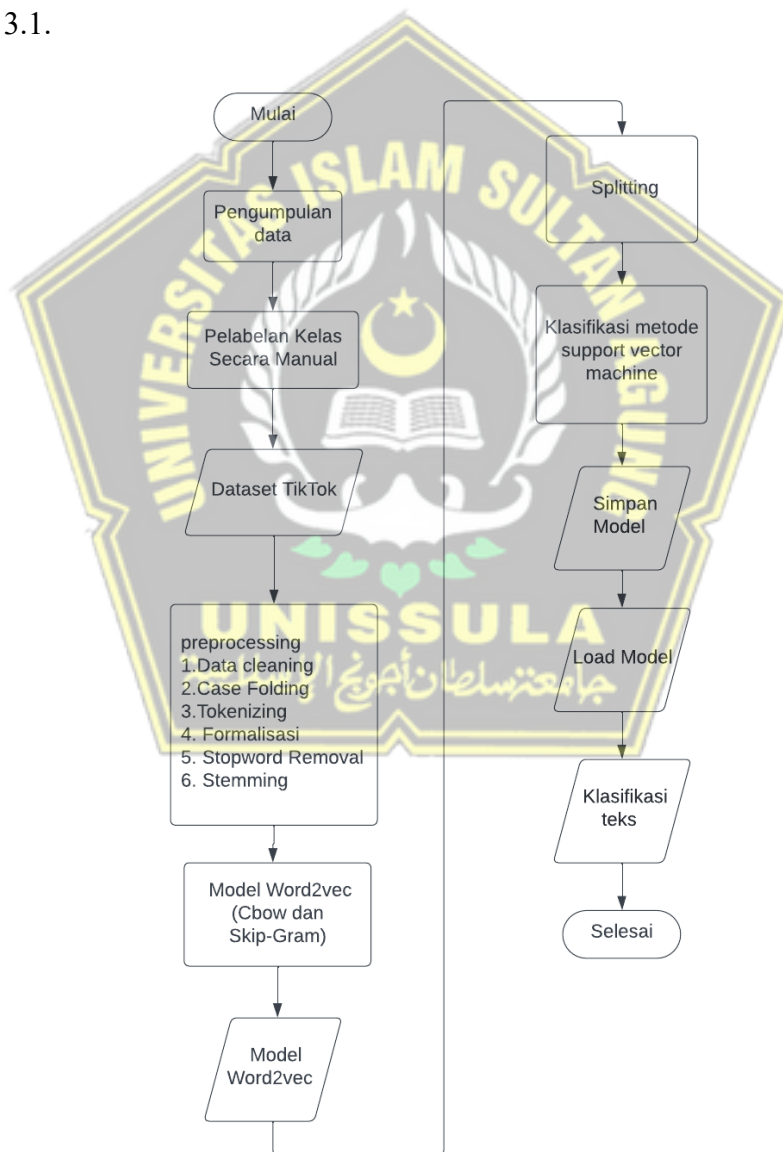 3.1.
Mulai
Pengumpulan
data
Pelabelan Kelas
Secara Manual
Dataset TikTok
preprocessing
1.Data cleaning
2.Case Folding
3.Tokenizing
4. Formalisasi
5. Stopword Removal
6. Stemming
Model Word2vec
(Cbow dan
Skip-Gram)
Model
Word2vec
Splitting
Klasifikasi metode
support vector
machine
Simpan
Model
Load Model
Klasifikasi
teks
Selesai
UNIVERSITAS ISLAM SULTAN AGUNG
UNISSULA
جامعة سلطان أجونج الإسلامية